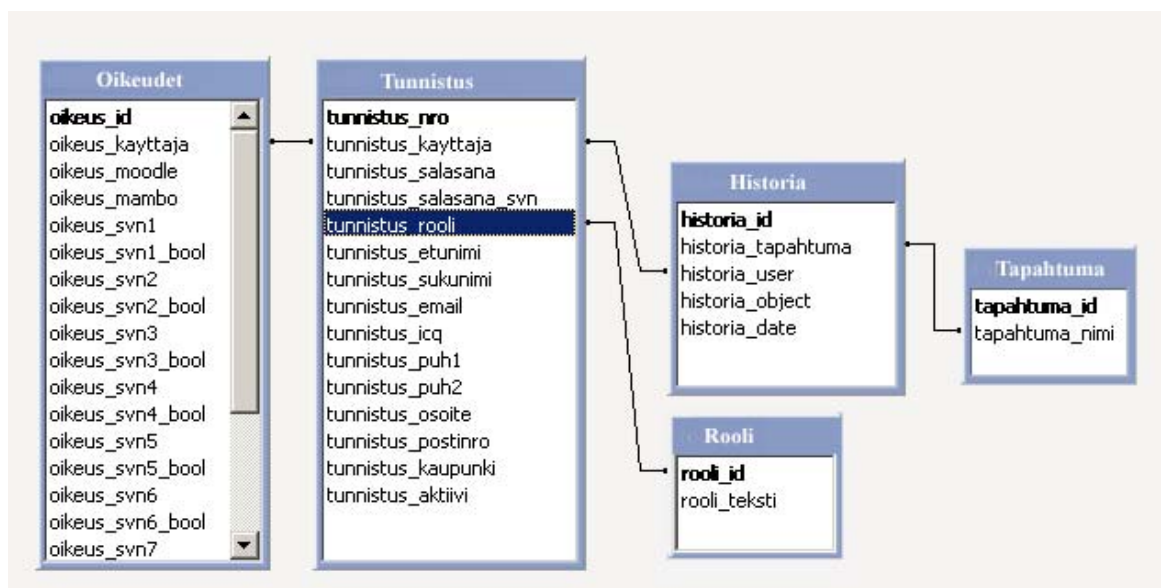 Oikeudet
oikeus_id
oikeus_kayttaja
oikeus_moodle
oikeus_mambo
oikeus_svn1
oikeus_svn1_bool
oikeus_svn2
oikeus_svn2_bool
oikeus_svn3
oikeus_svn3_bool
oikeus_svn4
oikeus_svn4_bool
oikeus_svn5
oikeus_svn5_bool
oikeus_svn6
oikeus_svn6_bool
oikeus_svn7
Tunnistus
tunnistus_nro
tunnistus_kayttaja
tunnistus_salasana
tunnistus_salasana_svn
tunnistus_rooli
tunnistus_etunimi
tunnistus_sukunimi
tunnistus_email
tunnistus_icq
tunnistus_puh1
tunnistus_puh2
tunnistus_osoite
tunnistus_postinro
tunnistus_kaupunki
tunnistus_aktiivi
Historia
historia_id
historia_tapahtuma
historia_user
historia_object
historia_date
Tapahtuma
tapahtuma_id
tapahtuma_nimi
Rooli
rooli_id
rooli_teksti